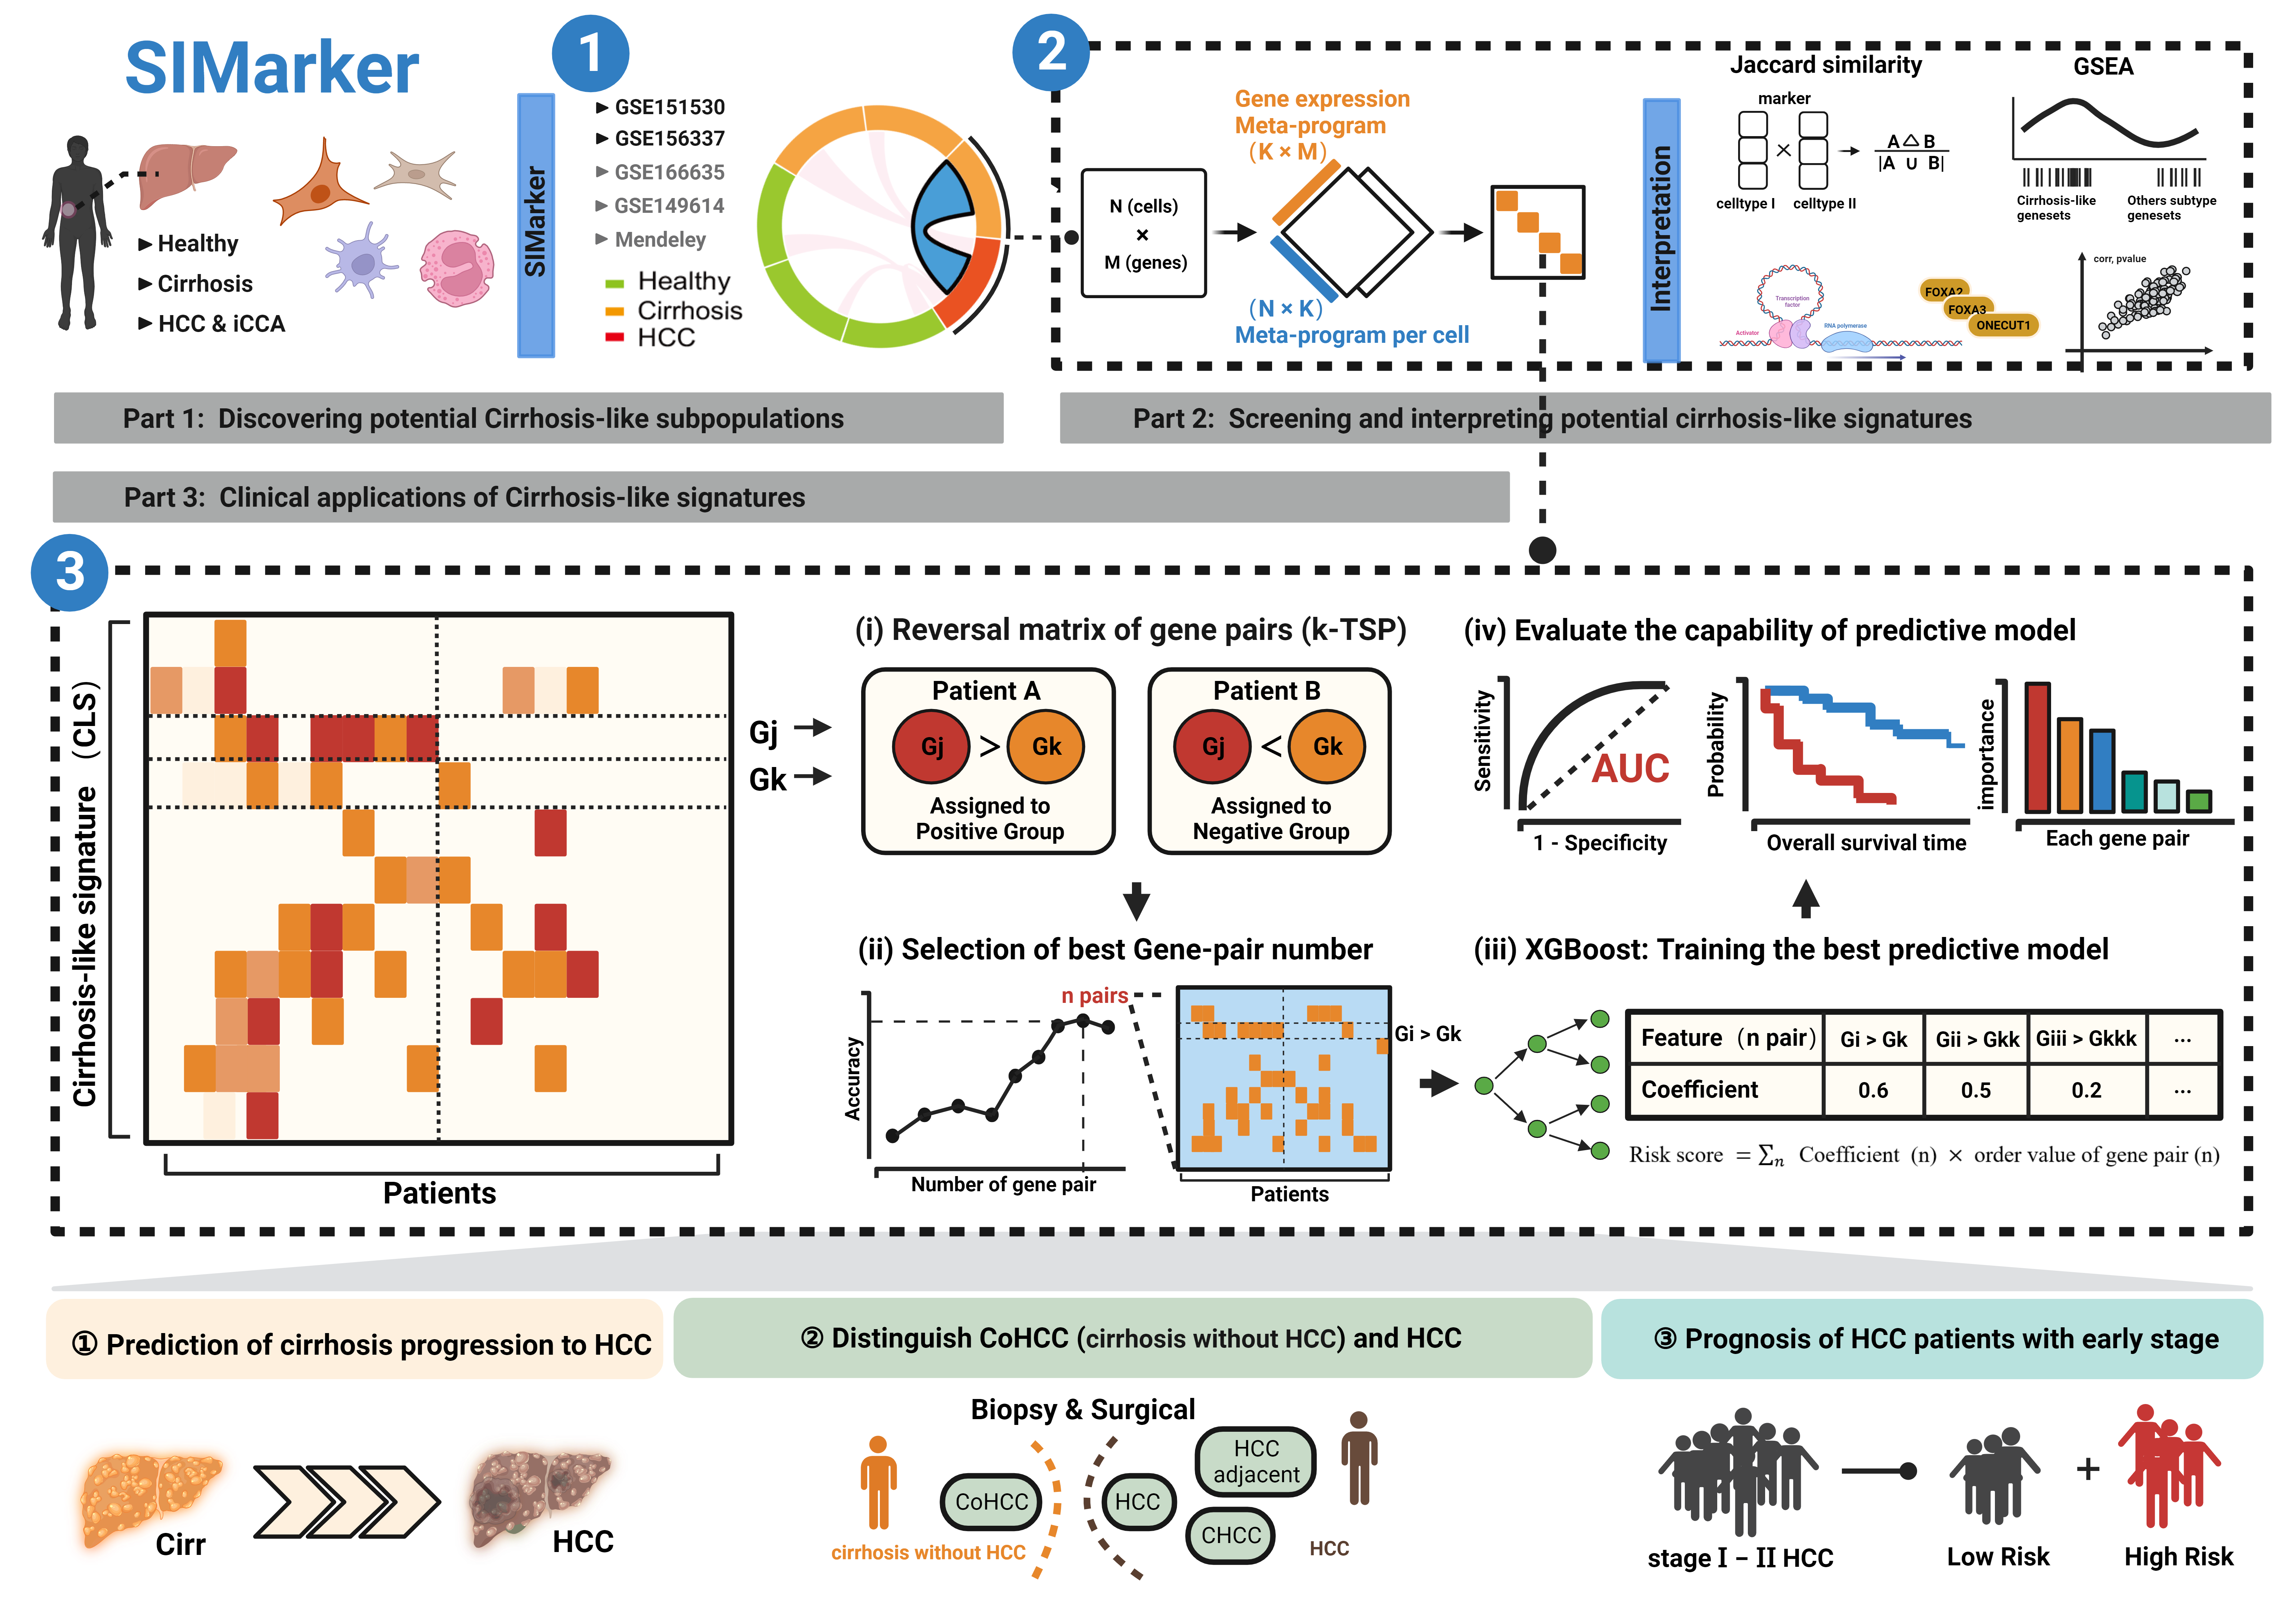 SIMarker
Healthy
Cirrhosis
HCC & iCCA
1
SIMarker
GSE151530
GSE156337
GSE166635
GSE149614
Mendeley
Healthy
Cirrhosis
HCC
2
N (cells)
×
M (genes)
Gene expression
Meta-program
(K × M)
(N × K)
Meta-program per cell
Interpretation
Jaccard similarity
marker
×
celltype I
celltype II
A △ B
|A ∪ B|
GSEA
Cirrhosis-like
genesets
Others subtype
genesets
Transcription
factor
Activator
RNA polymerase
FOXA2
FOXA3
ONECUT1
corr, pvalue
Part 1: Discovering potential Cirrhosis-like subpopulations
Part 2: Screening and interpreting potential cirrhosis-like signatures
Part 3: Clinical applications of Cirrhosis-like signatures
3
Cirrhosis-like signature (CLS)
Patients
Gj
Gk
(i) Reversal matrix of gene pairs (k-TSP)
Patient A
Gj > Gk
Assigned to
Positive Group
Patient B
Gj < Gk
Assigned to
Negative Group
(ii) Selection of best Gene-pair number
Accuracy
Number of gene pair
n pairs
Gi > Gk
Patients
(iv) Evaluate the capability of predictive model
Sensitivity
AUC
1 - Specificity
Probability
Overall survival time
importance
Each gene pair
(iii) XGBoost: Training the best predictive model
Feature (n pair) Gi > Gk Gii > Gkk Giii > Gkkk ...
Coefficient 0.6 0.5 0.2 ...
Risk score = ∑n Coefficient (n) × order value of gene pair (n)
① Prediction of cirrhosis progression to HCC
② Distinguish CoHCC (cirrhosis without HCC) and HCC
③ Prognosis of HCC patients with early stage
Cirr
HCC
Biopsy & Surgical
CoHCC
cirrhosis without HCC
HCC
HCC
adjacent
CHCC
HCC
stage I – II HCC
Low Risk
+
High Risk